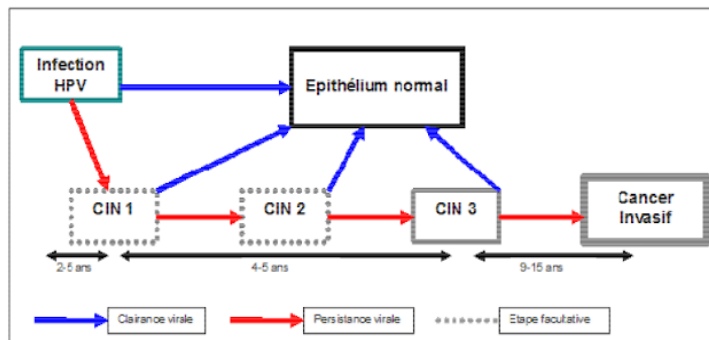 Infection
HPV
Epithélium normal
CIN 1
CIN 2
CIN 3
Cancer
Invasif
2-5 ans
4-5 ans
9-15 ans
Clairance virale
Persistance virale
Etape facultative